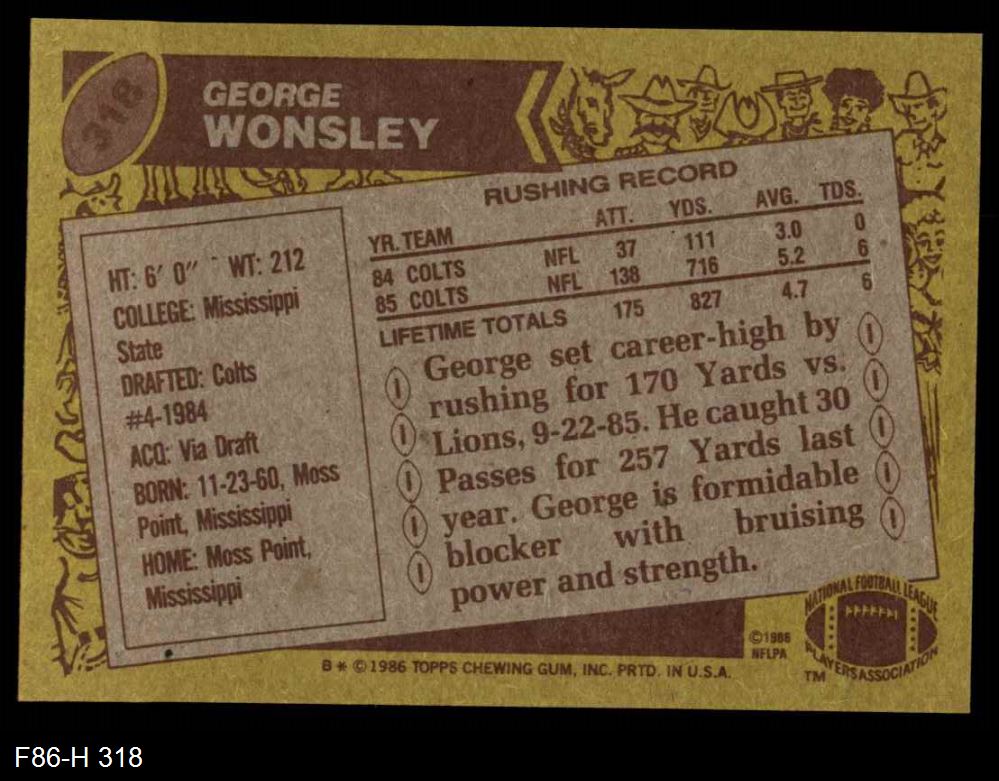 318
GEORGE
WONSLEY
RUSHING RECORD
YR. TEAM ATT. YDS. AVG. TDS.
84 COLTS NFL 37 111 3.0 0
85 COLTS NFL 138 716 5.2 6
LIFETIME TOTALS 175 827 4.7 6
HT: 6' 0" WT: 212
COLLEGE: Mississippi
State
DRAFTED: Colts
#4-1984
ACQ: Via Draft
BORN: 11-23-60, Moss
Point, Mississippi
HOME: Moss Point,
Mississippi
George set career-high by
rushing for 170 Yards vs.
Lions, 9-22-85. He caught 30
Passes for 257 Yards last
year. George is formidable
blocker with bruising
power and strength.
©1986
NFLPA
NATIONAL FOOTBALL LEAGUE
PLAYERS ASSOCIATION
TM
B * © 1986 TOPPS CHEWING GUM, INC. PRTD. IN U.S.A.
F86-H 318